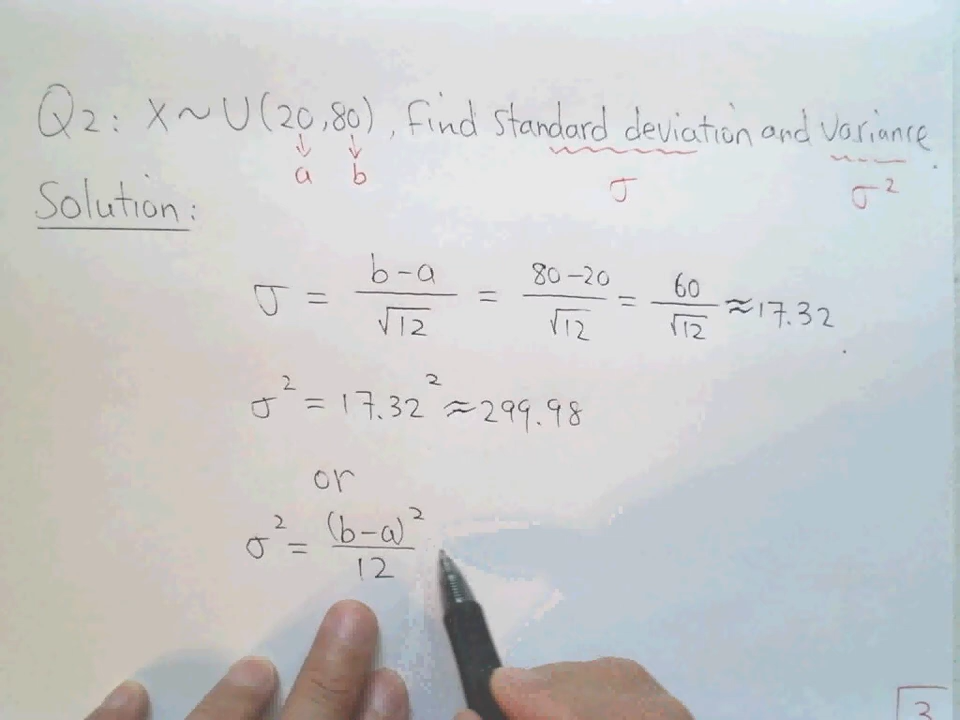 Q2: X~U(20,80), Find standard deviation and variance.
a b σ σ²
Solution:
σ = b-a/√12 = 80-20/√12 = 60/√12 ≈ 17.32
σ² = 17.32² ≈ 299.98
or
σ² = (b-a)²/12
3